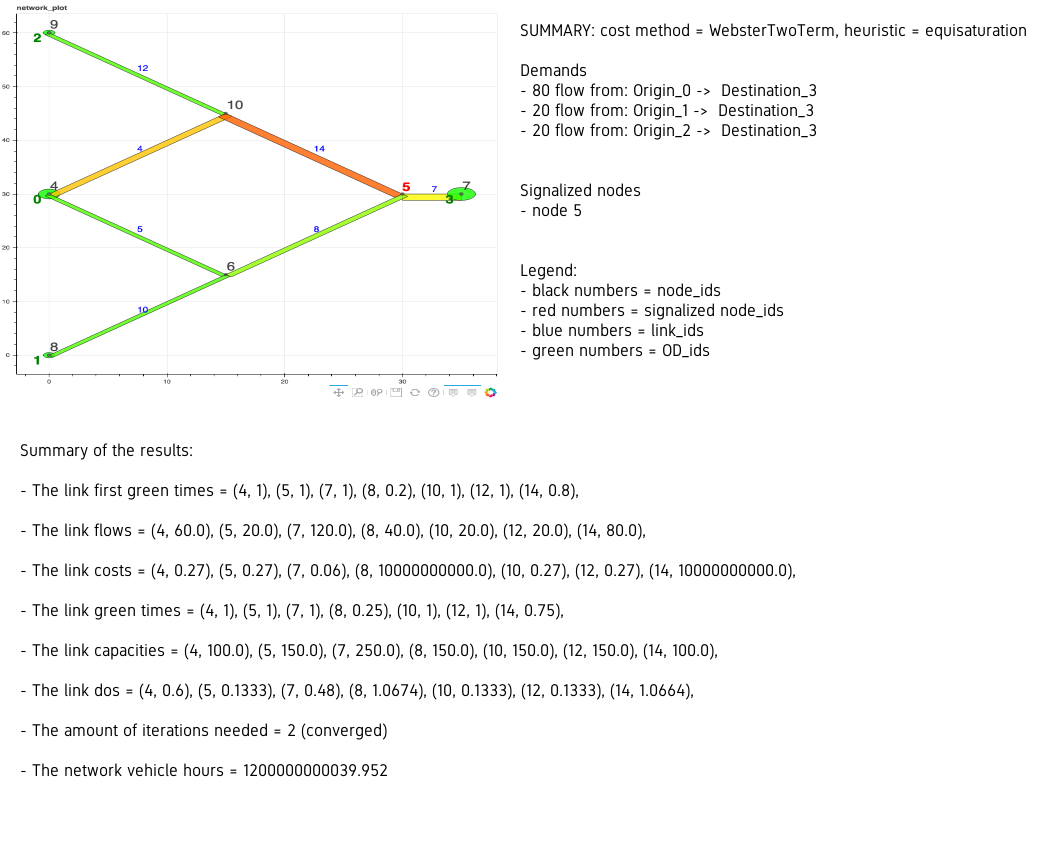 network_plot
60
50
40
30
20
10
0
0
10
20
30
9
2
12
10
4
14
4
0
5
7
7
3
5
8
6
10
8
1
SUMMARY: cost method = WebsterTwoTerm, heuristic = equisaturation
Demands
- 80 flow from: Origin_0 -> Destination_3
- 20 flow from: Origin_1 -> Destination_3
- 20 flow from: Origin_2 -> Destination_3
Signalized nodes
- node 5
Legend:
- black numbers = node_ids
- red numbers = signalized node_ids
- blue numbers = link_ids
- green numbers = OD_ids
Summary of the results:
- The link first green times = (4, 1), (5, 1), (7, 1), (8, 0.2), (10, 1), (12, 1), (14, 0.8),
- The link flows = (4, 60.0), (5, 20.0), (7, 120.0), (8, 40.0), (10, 20.0), (12, 20.0), (14, 80.0),
- The link costs = (4, 0.27), (5, 0.27), (7, 0.06), (8, 10000000000.0), (10, 0.27), (12, 0.27), (14, 10000000000.0),
- The link green times = (4, 1), (5, 1), (7, 1), (8, 0.25), (10, 1), (12, 1), (14, 0.75),
- The link capacities = (4, 100.0), (5, 150.0), (7, 250.0), (8, 150.0), (10, 150.0), (12, 150.0), (14, 100.0),
- The link dos = (4, 0.6), (5, 0.1333), (7, 0.48), (8, 1.0674), (10, 0.1333), (12, 0.1333), (14, 1.0664),
- The amount of iterations needed = 2 (converged)
- The network vehicle hours = 1200000000039.952